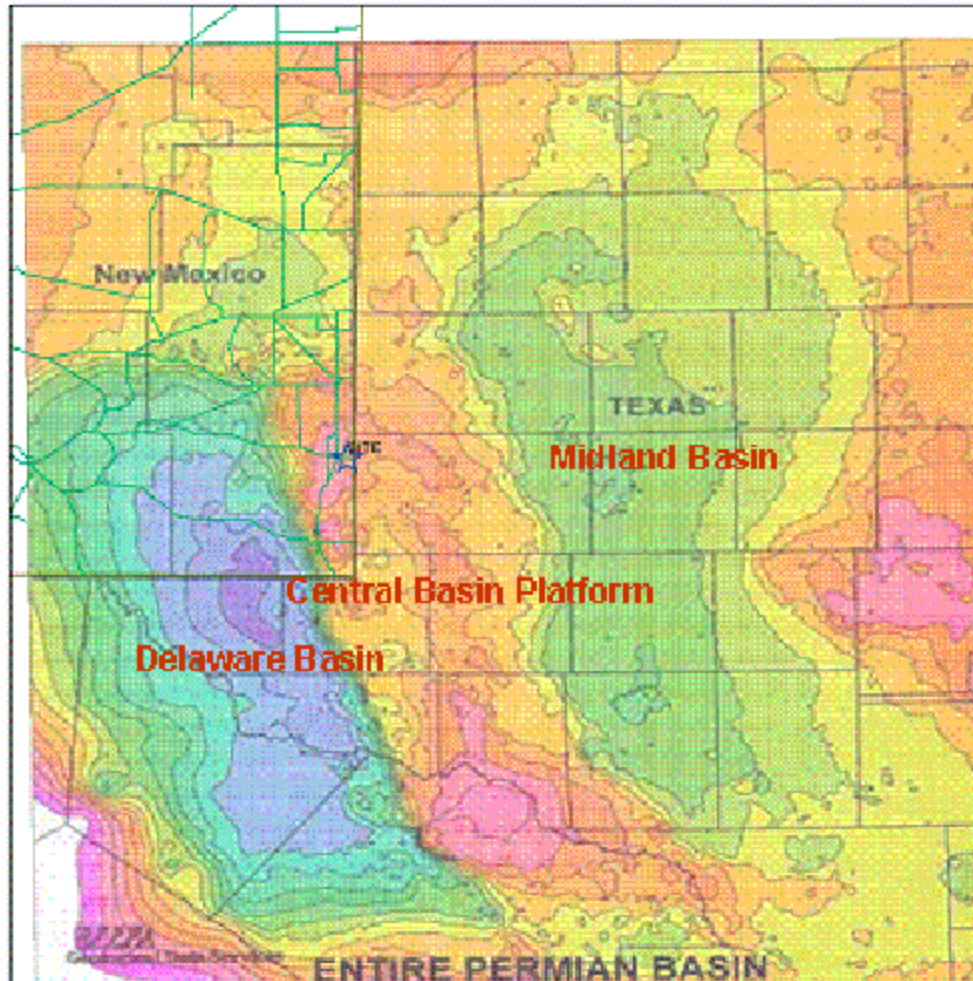 New Mexico
TEXAS
Midland Basin
Central Basin Platform
Delaware Basin
ENTIRE PERMIAN BASIN